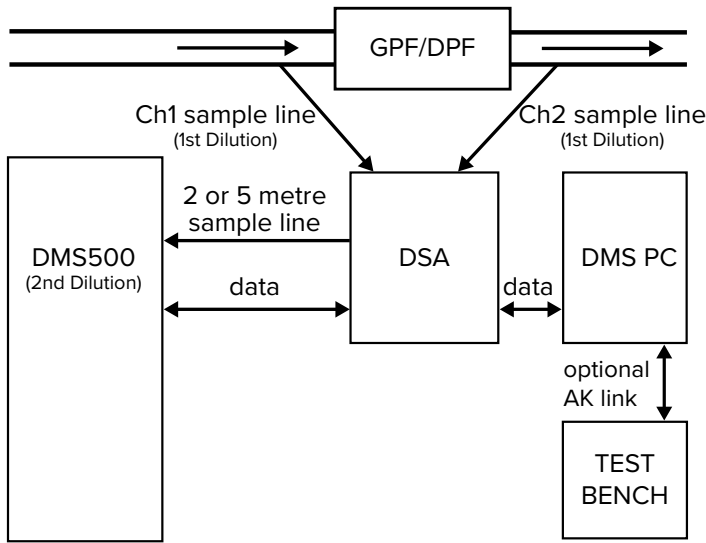 GPF/DPF
Ch1 sample line
(1st Dilution)
Ch2 sample line
(1st Dilution)
2 or 5 metre
sample line
DMS500
(2nd Dilution)
data
DSA
data
DMS PC
optional
AK link
TEST
BENCH